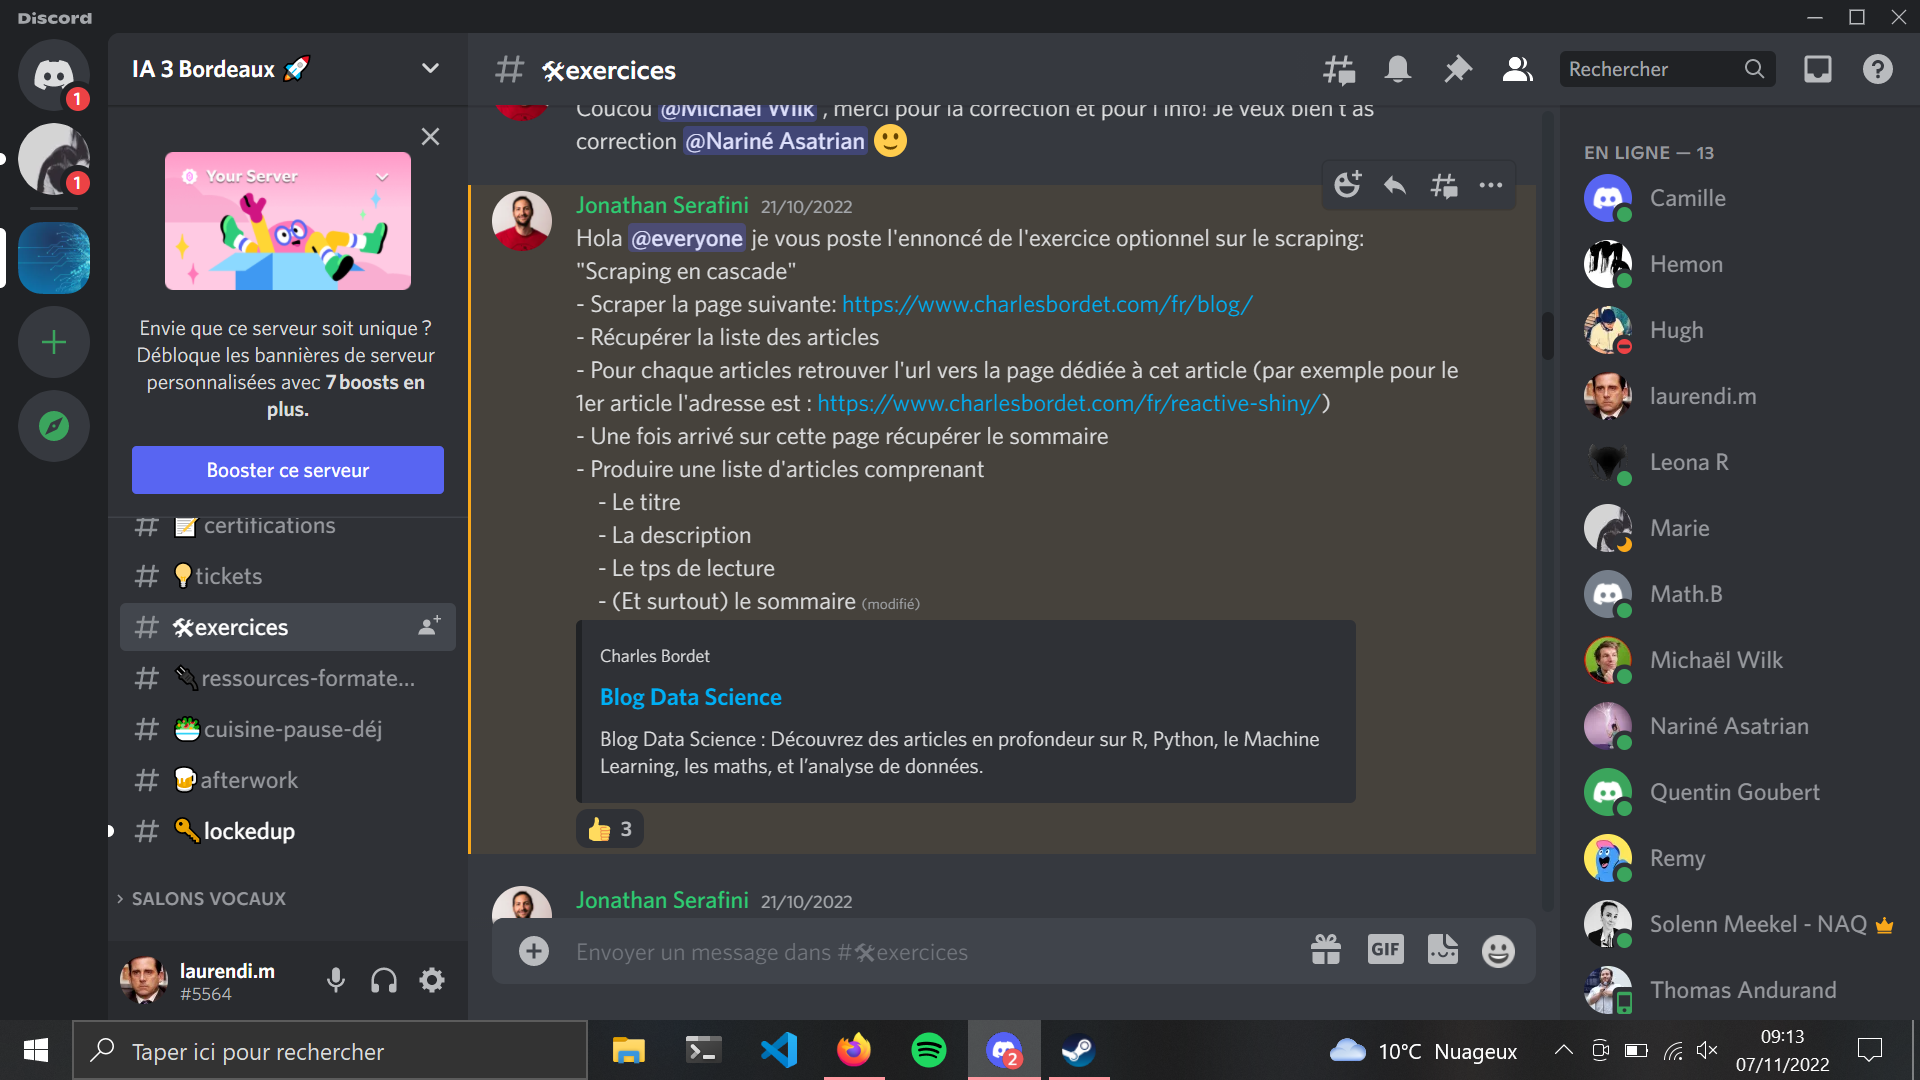 Discord
IA 3 Bordeaux 🚀
# 🛠exercices
Rechercher
1
1
Your Server
Envie que ce serveur soit unique ?
Débloque les bannières de serveur
personnalisées avec 7 boosts en
plus.
Booster ce serveur
# 📝certifications
# 💡tickets
# 🛠exercices
# 🔌ressources-formate...
# 🥗cuisine-pause-déj
# 🍺afterwork
# 🔑lockedup
SALONS VOCAUX
laurendi.m
#5564
Coucou @Michaël Wilk , merci pour la correction et pour l'info! Je veux bien t'as
correction @Nariné Asatrian 🙂
Jonathan Serafini 21/10/2022
Hola @everyone je vous poste l'ennoncé de l'exercice optionnel sur le scraping:
"Scraping en cascade"
- Scraper la page suivante: https://www.charlesbordet.com/fr/blog/
- Récupérer la liste des articles
- Pour chaque articles retrouver l'url vers la page dédiée à cet article (par exemple pour le
1er article l'adresse est : https://www.charlesbordet.com/fr/reactive-shiny/)
- Une fois arrivé sur cette page récupérer le sommaire
- Produire une liste d'articles comprenant
- Le titre
- La description
- Le tps de lecture
- (Et surtout) le sommaire (modifié)
Charles Bordet
Blog Data Science
Blog Data Science : Découvrez des articles en profondeur sur R, Python, le Machine
Learning, les maths, et l’analyse de données.
👍 3
Jonathan Serafini 21/10/2022
Envoyer un message dans #🛠exercices
GIF
EN LIGNE — 13
Camille
Hemon
Hugh
laurendi.m
Leona R
Marie
Math.B
Michaël Wilk
Nariné Asatrian
Quentin Goubert
Remy
Solenn Meekel - NAQ
Thomas Andurand
Taper ici pour rechercher
2
10°C Nuageux
09:13
07/11/2022